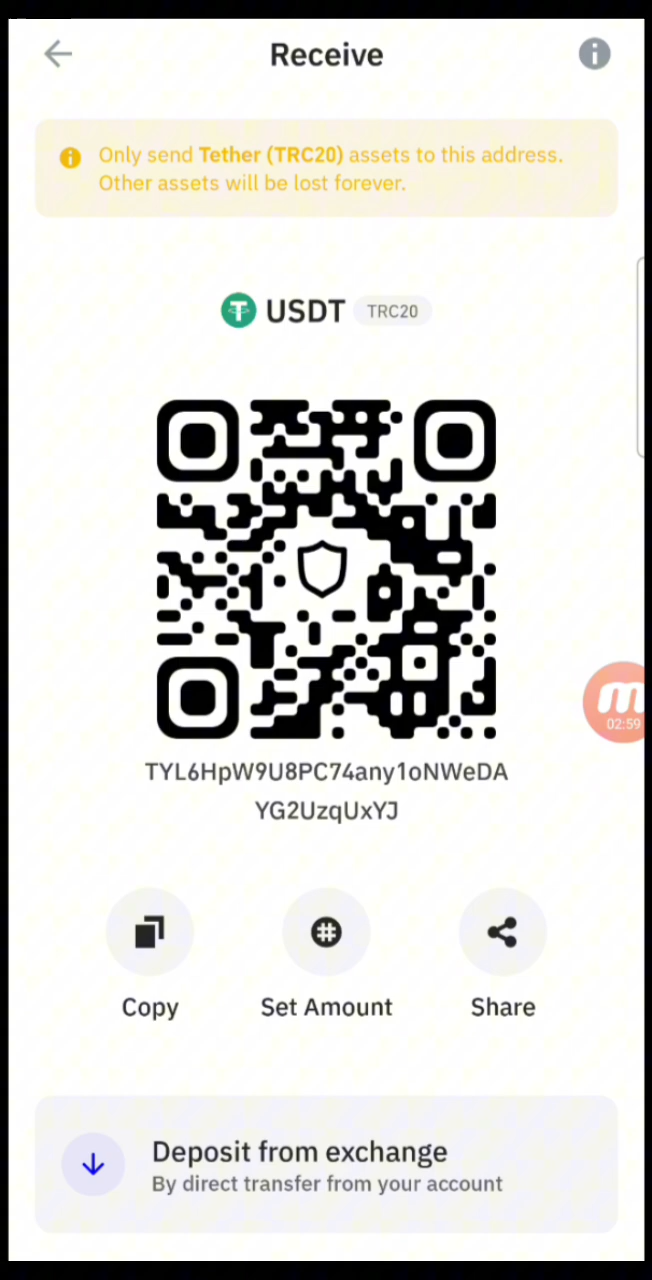 Receive
Only send Tether (TRC20) assets to this address.
Other assets will be lost forever.
USDT TRC20
TYL6HpW9U8PC74any1oNWeDA
YG2UzqUxYJ
02:59
Copy Set Amount Share
Deposit from exchange
By direct transfer from your account